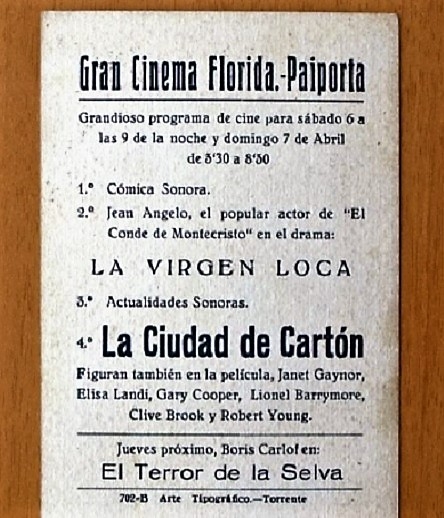 Gran Cinema Florida.-Paiporta
Grandioso programa de cine para sábado 6 a
las 9 de la noche y domingo 7 de Abril
de 3'30 a 8'30
1.º Cómica Sonora.
2.º Jean Angelo, el popular actor de "El
Conde de Montecristo" en el drama:
LA VIRGEN LOCA
3.º Actualidades Sonoras.
4.º La Ciudad de Cartón
Figuran también en la película, Janet Gaynor,
Elisa Landi, Gary Cooper, Lionel Barrymore,
Clive Brook y Robert Young.
Jueves próximo, Boris Carlof en:
El Terror de la Selva
702-B Arte Tipográfico.—Torrente